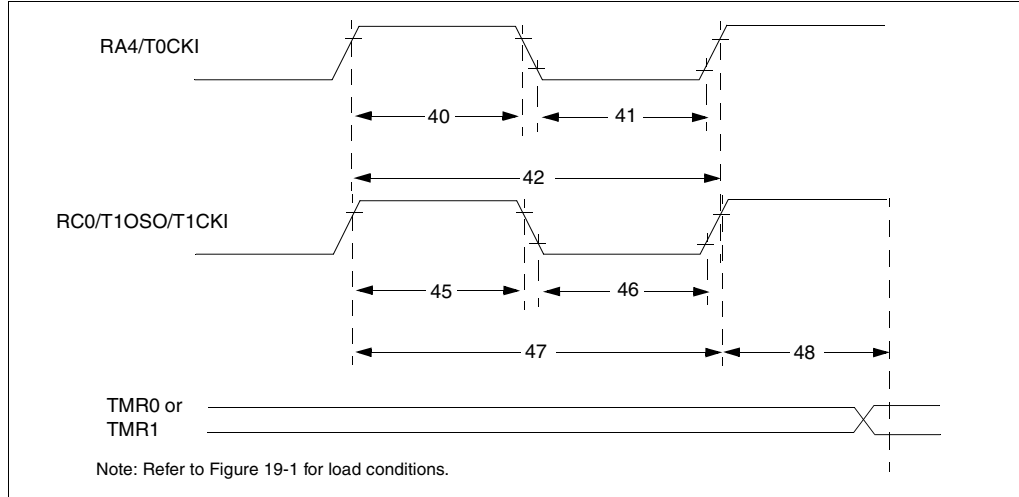 RA4/T0CKI
40
41
42
RC0/T1OSO/T1CKI
45
46
47
48
TMR0 or
TMR1
Note: Refer to Figure 19-1 for load conditions.